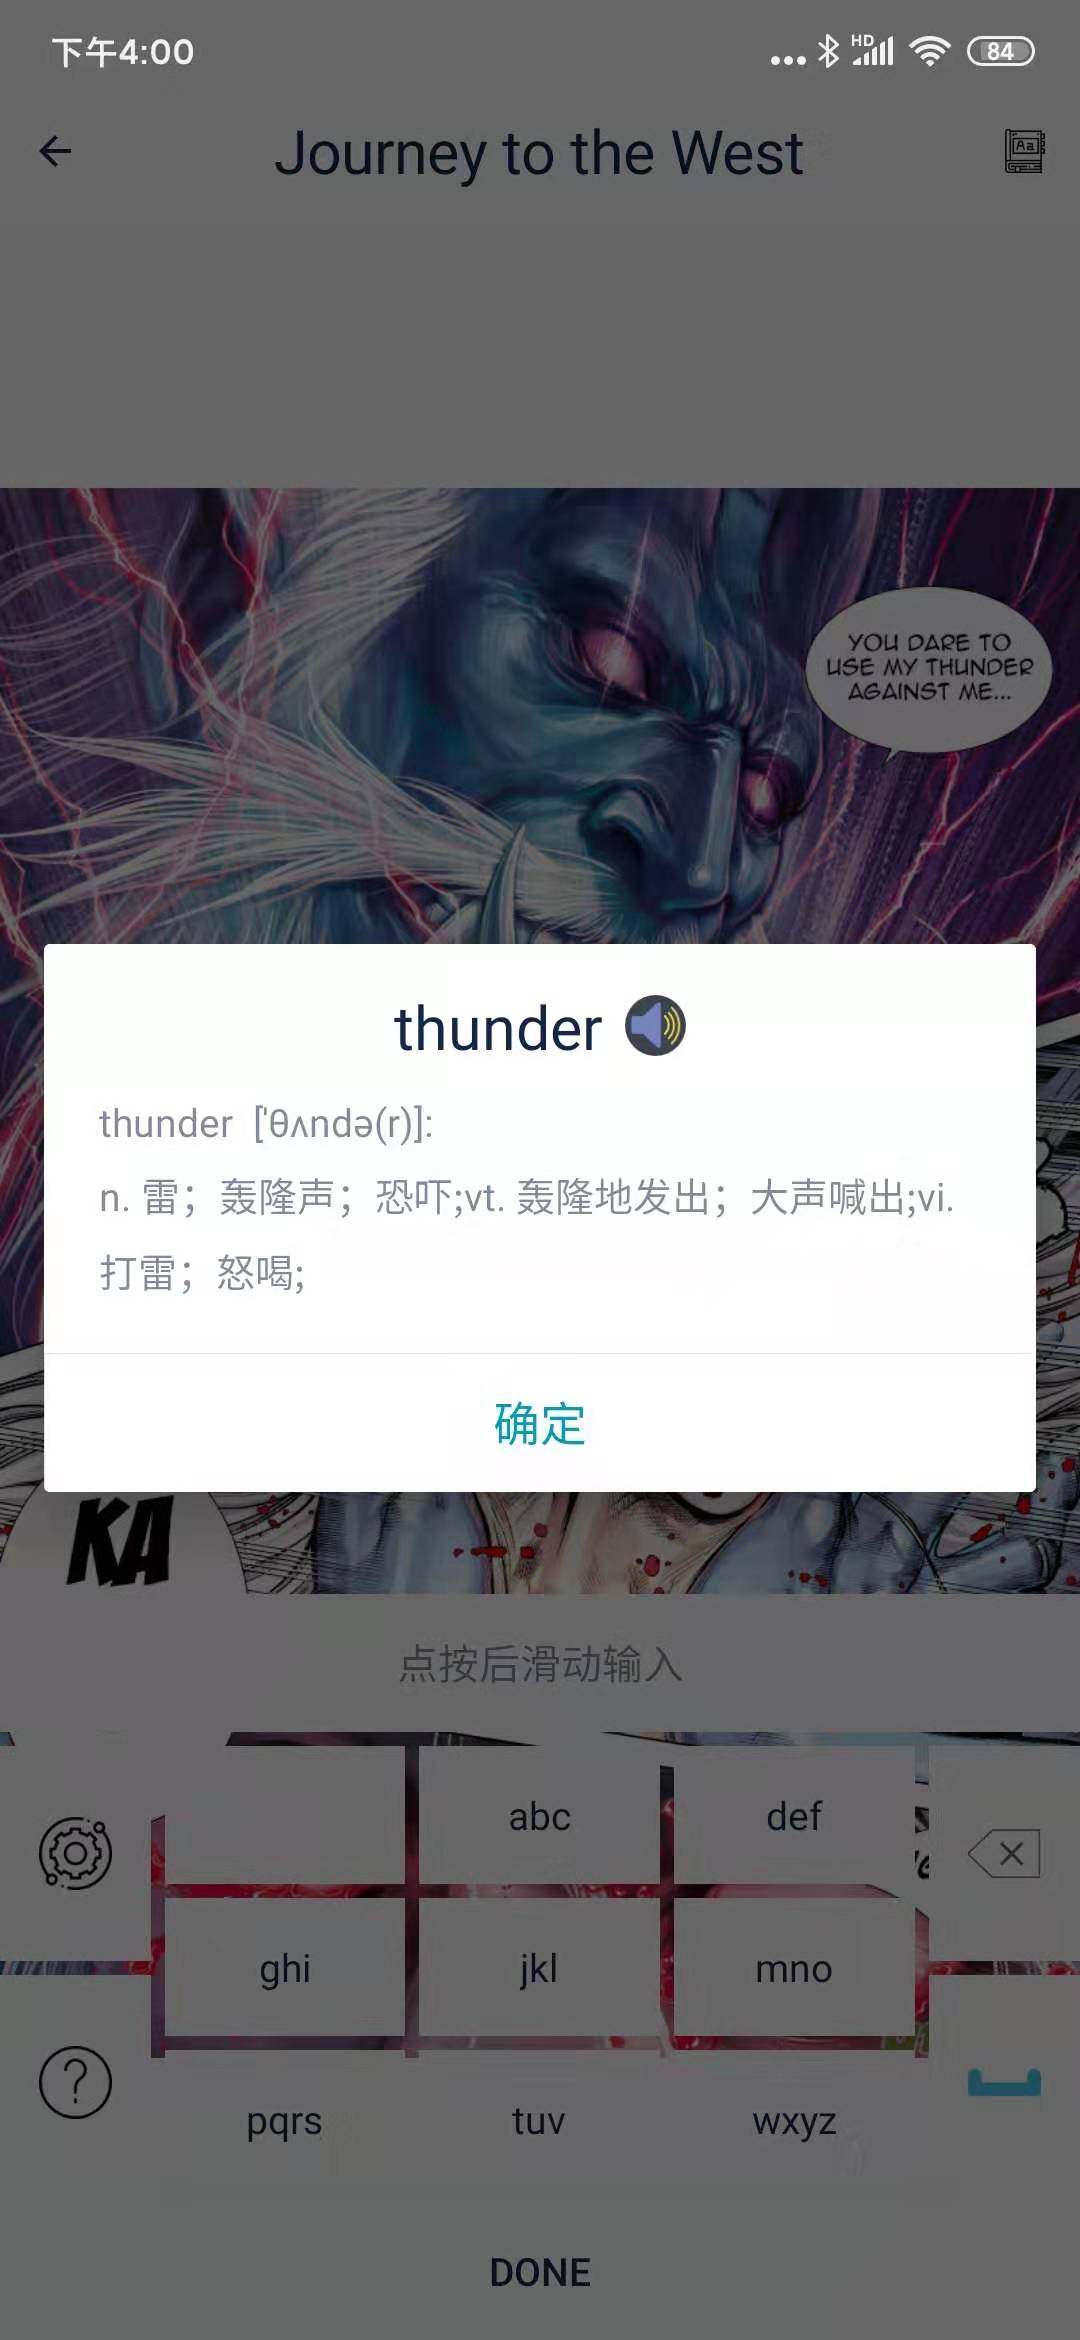 下午4:00
HD
84
Journey to the West
Aa
YOU DARE TO
USE MY THUNDER
AGAINST ME...
thunder
thunder ['θʌndə(r)]:
n. 雷；轰隆声；恐吓;vt. 轰隆地发出；大声喊出;vi.
打雷；怒喝;
确定
KA
点按后滑动输入
abc
def
ghi
jkl
mno
?
pqrs
tuv
wxyz
DONE